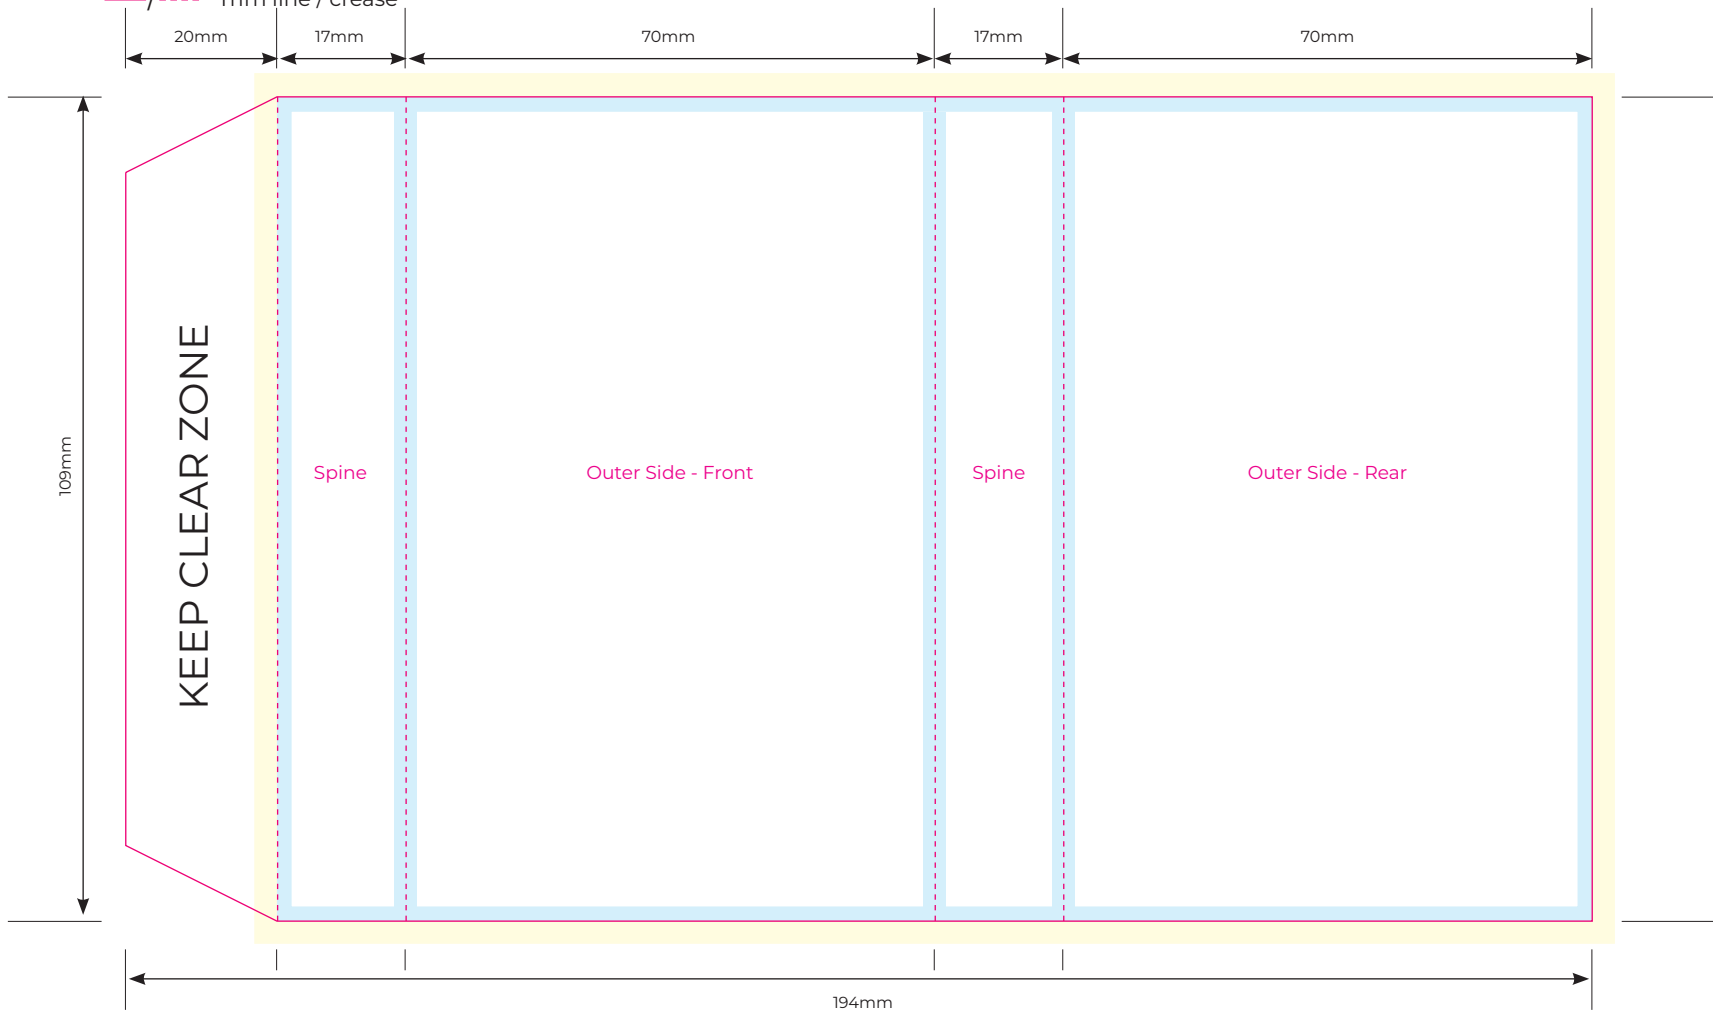 line / crease
20mm
17mm
70mm
17mm
70mm
109mm
KEEP CLEAR ZONE
Spine
Outer Side - Front
Spine
Outer Side - Rear
194mm